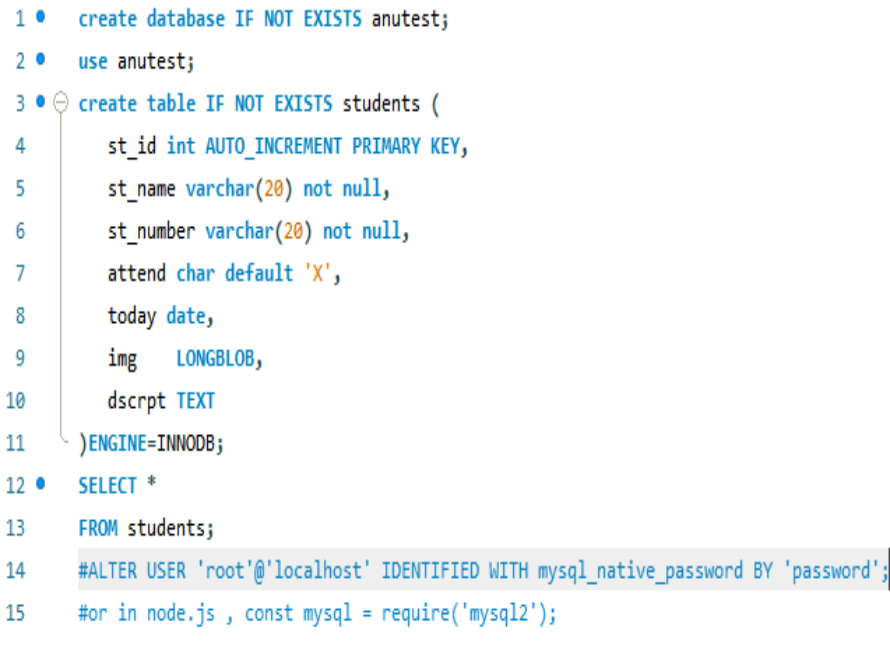 1 create database IF NOT EXISTS anutest;
2 use anutest;
3 create table IF NOT EXISTS students (
4 st_id int AUTO_INCREMENT PRIMARY KEY,
5 st_name varchar(20) not null,
6 st_number varchar(20) not null,
7 attend char default 'X',
8 today date,
9 img LONGBLOB,
10 dscrpt TEXT
11 )ENGINE=INNODB;
12 SELECT *
13 FROM students;
14 #ALTER USER 'root'@'localhost' IDENTIFIED WITH mysql_native_password BY 'password';
15 #or in node.js , const mysql = require('mysql2');